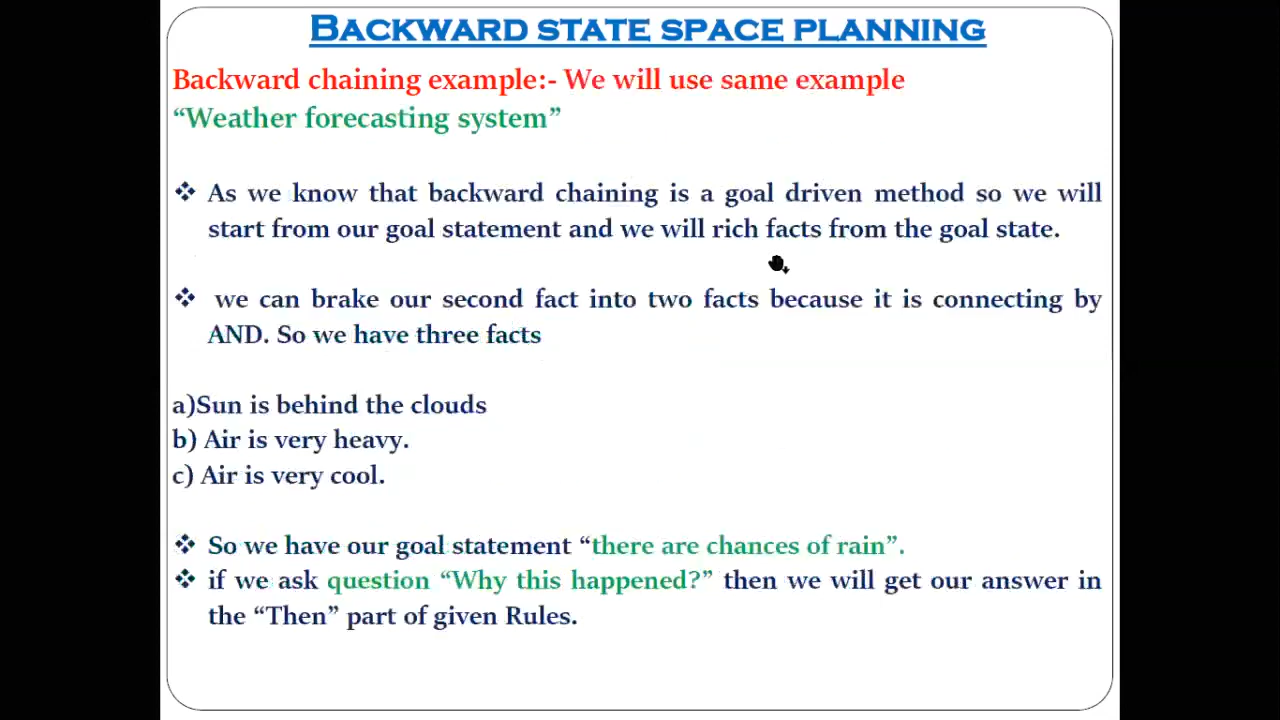 BACKWARD STATE SPACE PLANNING
Backward chaining example:- We will use same example
“Weather forecasting system”
❖ As we know that backward chaining is a goal driven method so we will
start from our goal statement and we will rich facts from the goal state.
❖ we can brake our second fact into two facts because it is connecting by
AND. So we have three facts
a)Sun is behind the clouds
b) Air is very heavy.
c) Air is very cool.
❖ So we have our goal statement “there are chances of rain”.
❖ if we ask question “Why this happened?” then we will get our answer in
the “Then” part of given Rules.